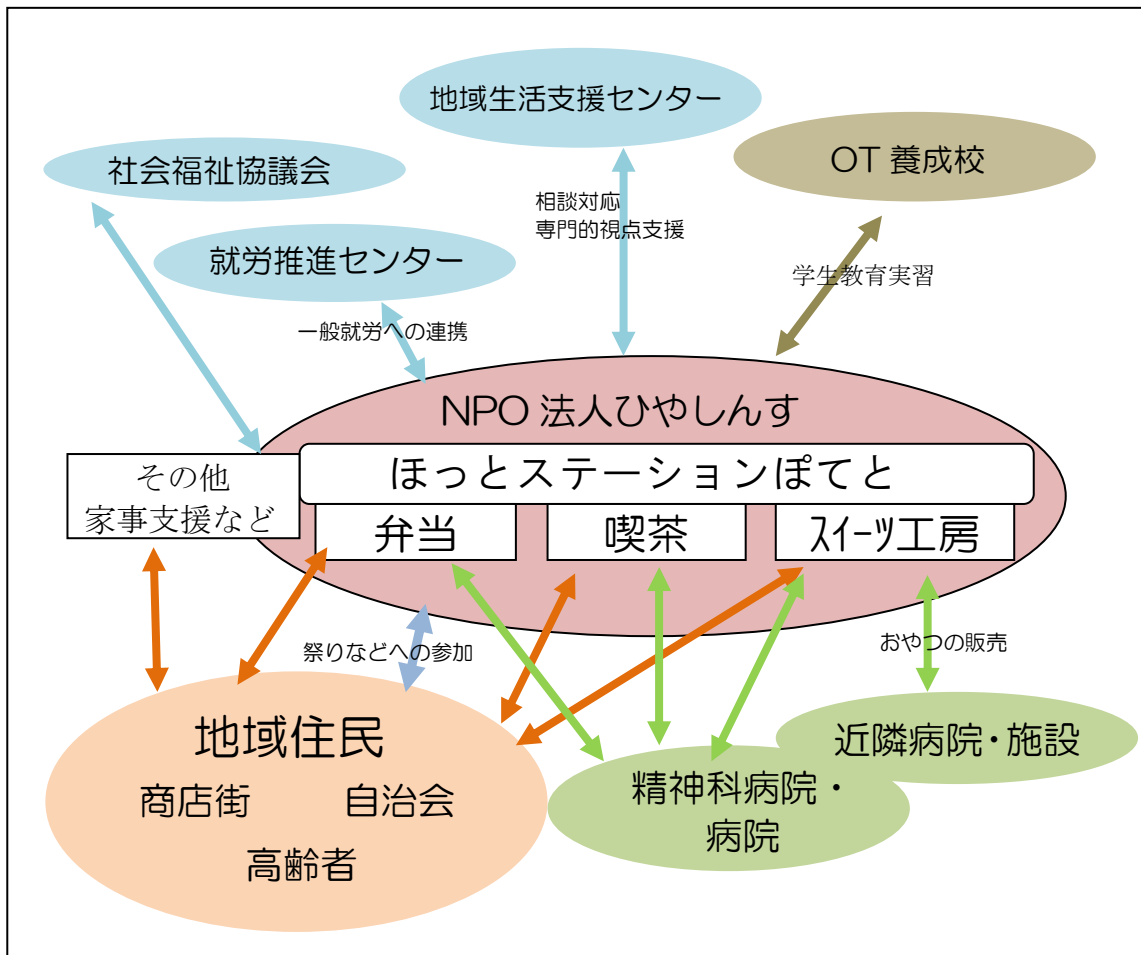 地域生活支援センター
社会福祉協議会
OT 養成校
相談対応
専門的視点支援
就労推進センター
学生教育実習
一般就労への連携
NPO 法人ひやしんす
ほっとステーションぽてと
その他
家事支援など
弁当
喫茶
ｽｲｰﾂ工房
祭りなどへの参加
おやつの販売
地域住民
商店街
自治会
高齢者
近隣病院・施設
精神科病院・
病院